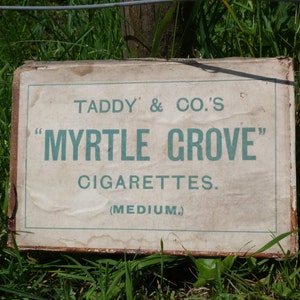 TADDY & CO.'S
"MYRTLE GROVE"
CIGARETTES.
(MEDIUM.)